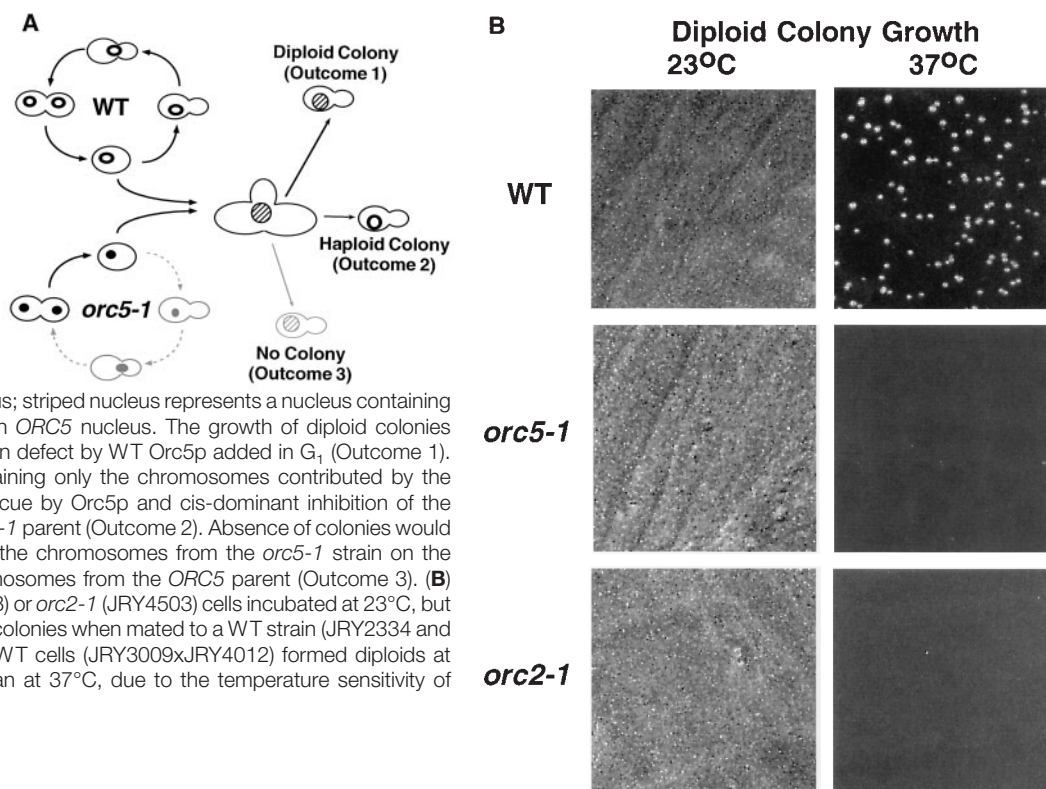 A
WT
Diploid Colony
(Outcome 1)
Haploid Colony
(Outcome 2)
orc5-1
No Colony
(Outcome 3)
us; striped nucleus represents a nucleus containing
n ORC5 nucleus. The growth of diploid colonies
n defect by WT Orc5p added in G1 (Outcome 1).
aining only the chromosomes contributed by the
cue by Orc5p and cis-dominant inhibition of the
-1 parent (Outcome 2). Absence of colonies would
the chromosomes from the orc5-1 strain on the
nosomes from the ORC5 parent (Outcome 3). (B)
3) or orc2-1 (JRY4503) cells incubated at 23°C, but
colonies when mated to a WT strain (JRY2334 and
WT cells (JRY3009xJRY4012) formed diploids at
an at 37°C, due to the temperature sensitivity of
B
Diploid Colony Growth
23°C 37°C
WT
orc5-1
orc2-1